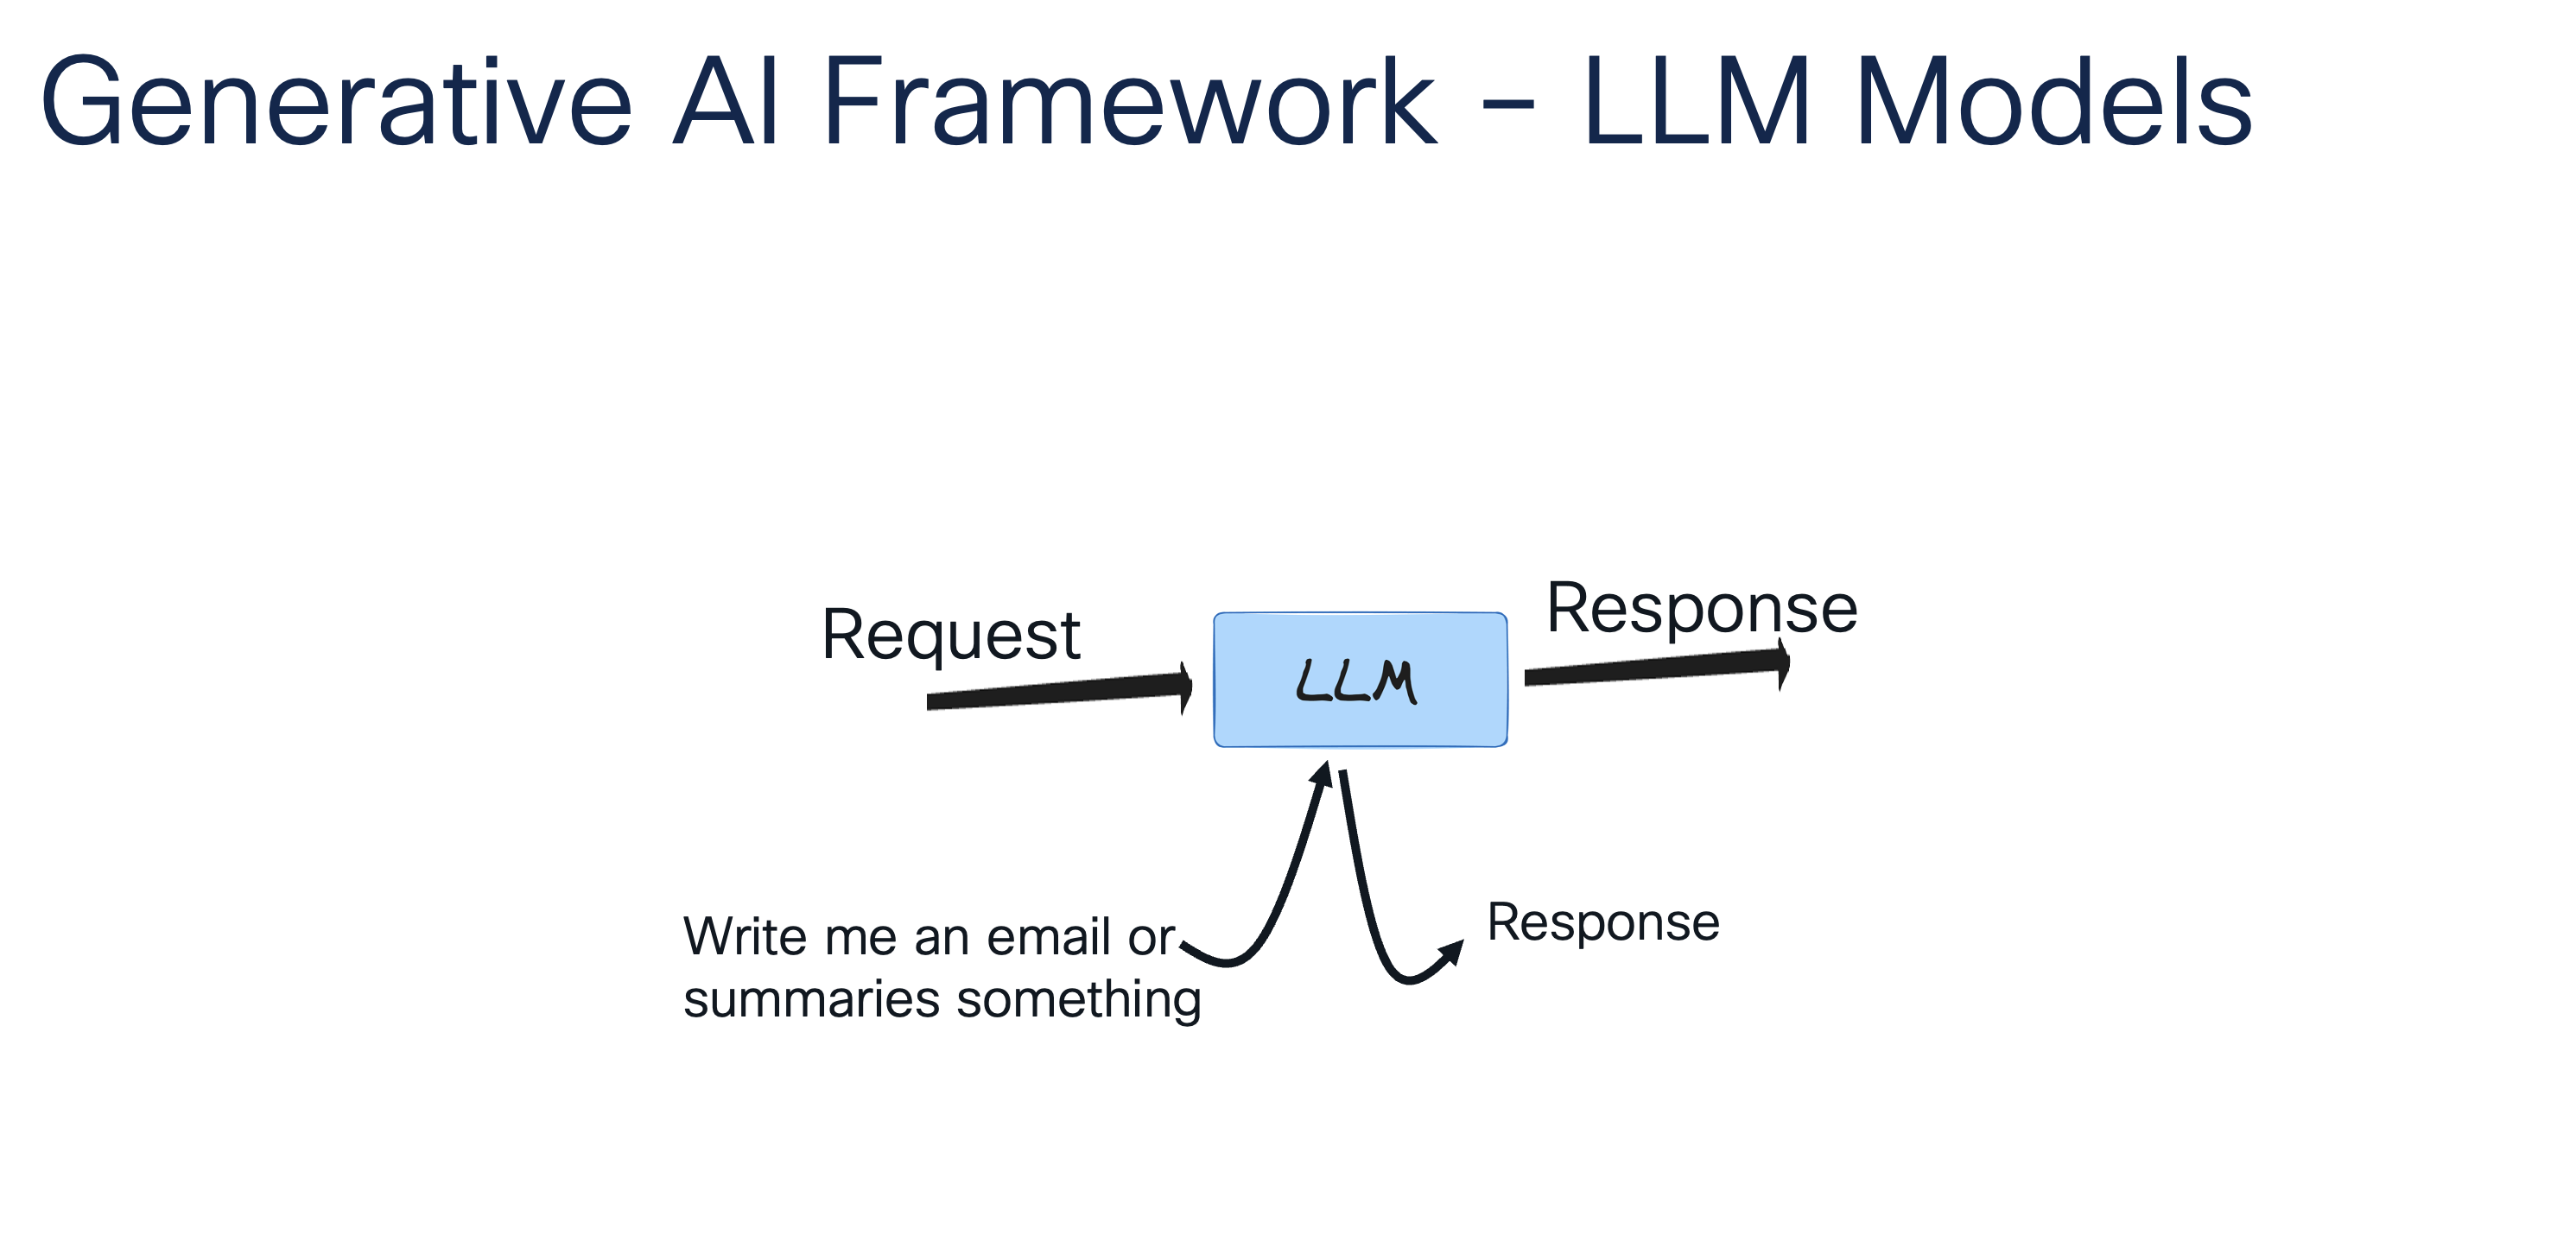 Generative AI Framework – LLM Models
Request
Response
LLM
Write me an email or
summaries something
Response